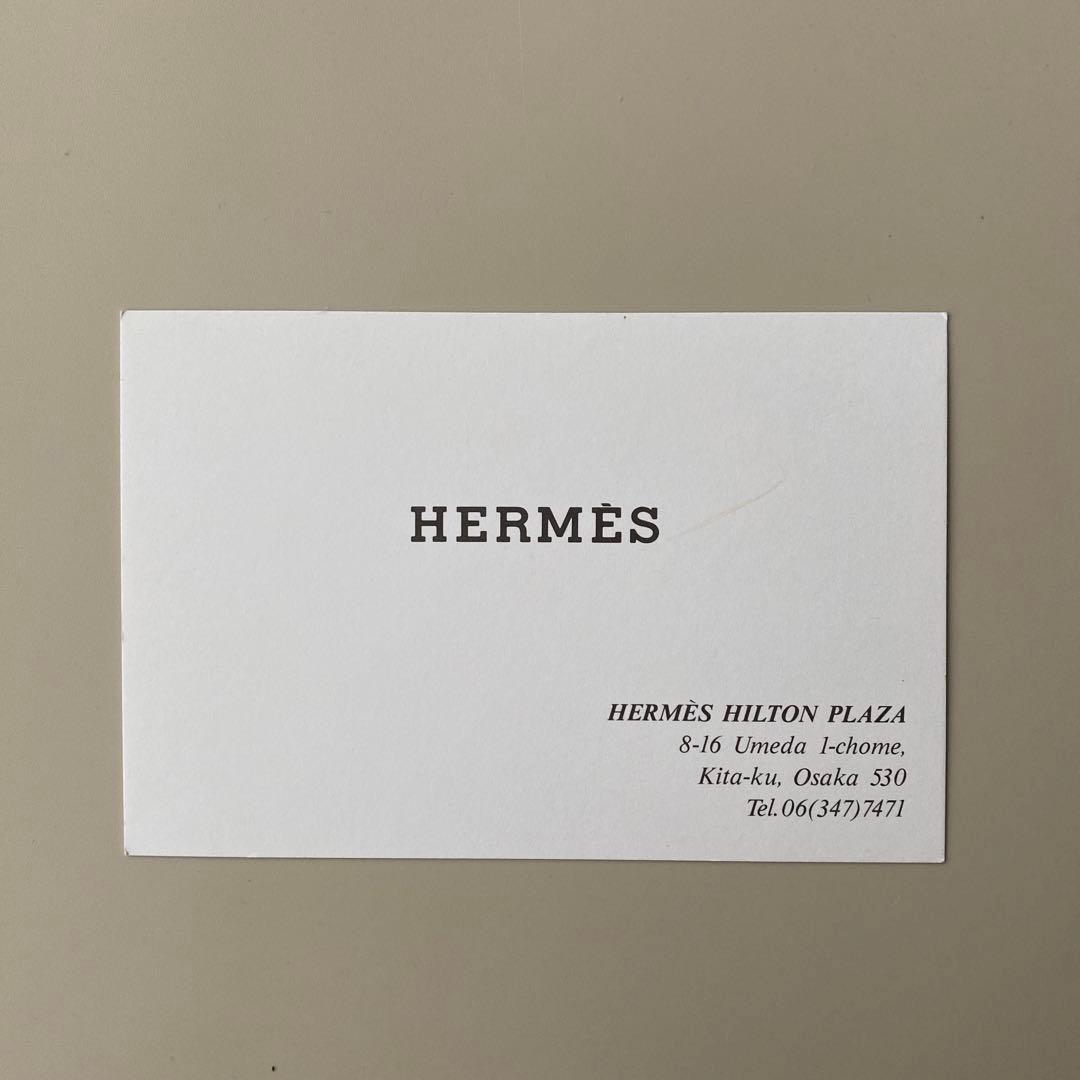 HERMÈS
HERMÈS HILTON PLAZA
8-16 Umeda 1-chome,
Kita-ku, Osaka 530
Tel.06(347)7471